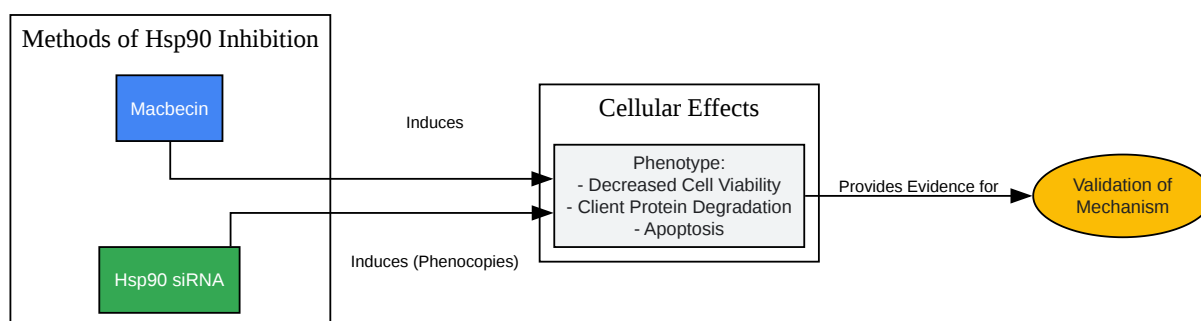 Methods of Hsp90 Inhibition
Macbecin
Hsp90 siRNA
Induces
Induces (Phenocopies)
Cellular Effects
Phenotype:
- Decreased Cell Viability
- Client Protein Degradation
- Apoptosis
Provides Evidence for
Validation of
Mechanism